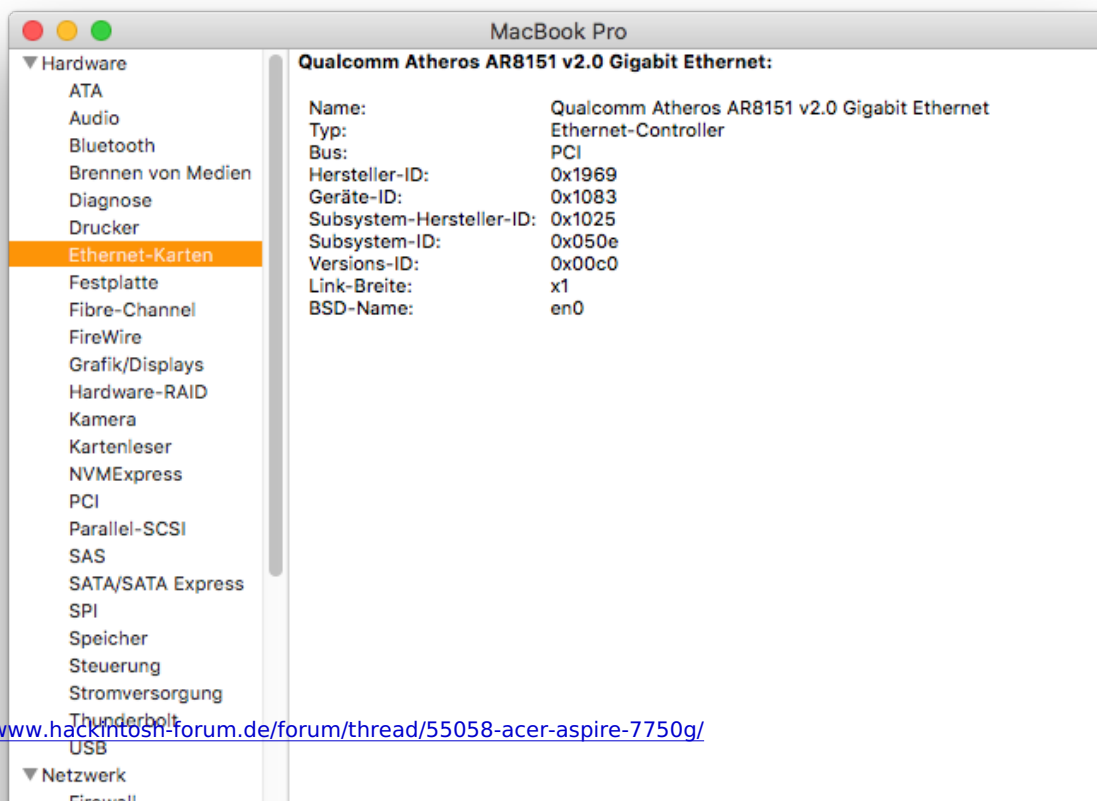 MacBook Pro
Hardware
ATA
Audio
Bluetooth
Brennen von Medien
Diagnose
Drucker
Ethernet-Karten
Festplatte
Fibre-Channel
FireWire
Grafik/Displays
Hardware-RAID
Kamera
Kartenleser
NVMExpress
PCI
Parallel-SCSI
SAS
SATA/SATA Express
SPI
Speicher
Steuerung
Stromversorgung
Thunderbolt
USB
Netzwerk
Firewall
Qualcomm Atheros AR8151 v2.0 Gigabit Ethernet:
Name: Qualcomm Atheros AR8151 v2.0 Gigabit Ethernet
Typ: Ethernet-Controller
Bus: PCI
Hersteller-ID: 0x1969
Geräte-ID: 0x1083
Subsystem-Hersteller-ID: 0x1025
Subsystem-ID: 0x050e
Versions-ID: 0x00c0
Link-Breite: x1
BSD-Name: en0
www.hackintosh-forum.de/forum/thread/55058-acer-aspire-7750g/